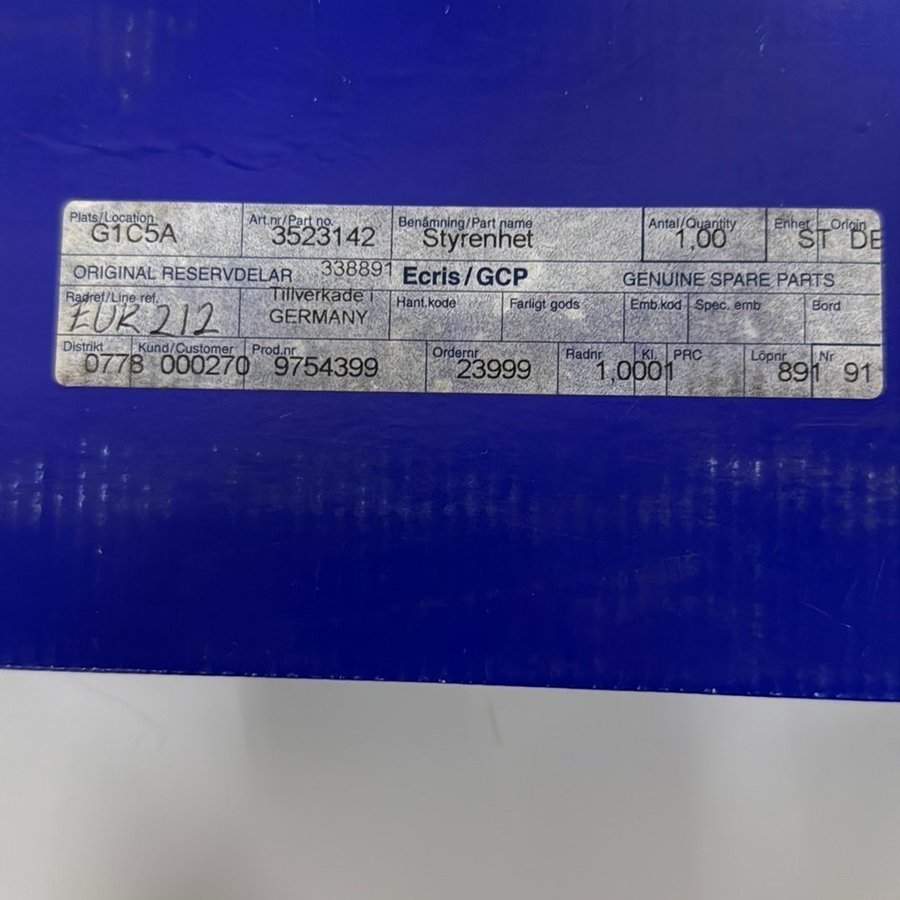 Plats/Location Art.nr/Part no. Benämning/Part name Antal/Quantity Enhet Origin
G1C5A 3523142 Styrenhet 1,00 ST DE
ORIGINAL RESERVDELAR 338891 Ecris/GCP GENUINE SPARE PARTS
Radref/Line ref. Tillverkade i Hant.kode Farligt gods Emb.kod Spec. emb Bord
EUR 212 GERMANY
Distrikt Kund/Customer Prod.nr Ordernr Radnr Kl. PRC Löpnr Nr
0778 000270 9754399 23999 1,0001 891 91